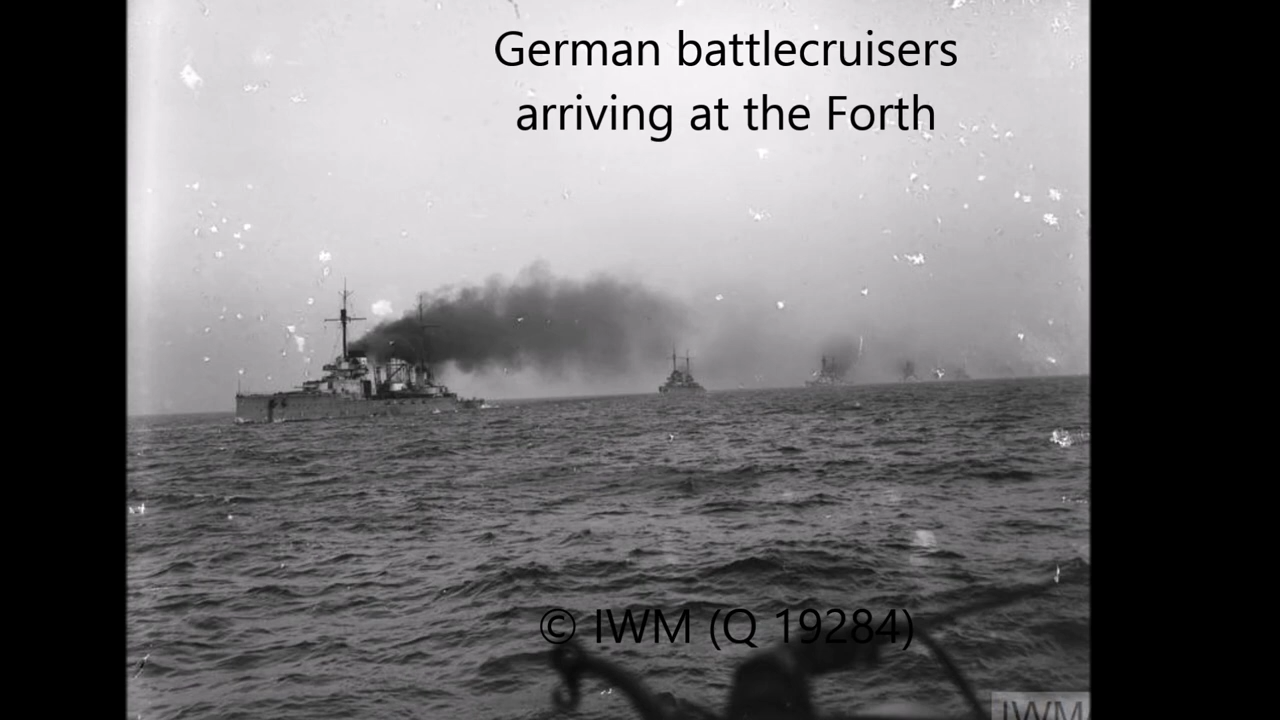 German battlecruisers
arriving at the Forth
© IWM (Q 19284)
IWM